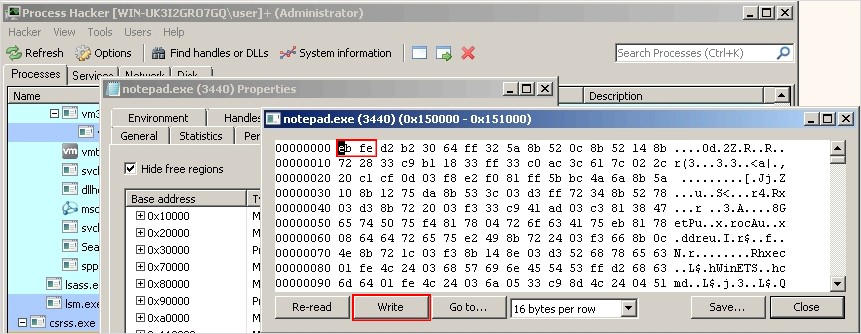 Process Hacker [WIN-UK3I2GRO7GQ\user]+ (Administrator)
Hacker View Tools Users Help
Refresh Options Find handles or DLLs System information Search Processes (Ctrl+K)
Processes Services Network Disk
Name Description
vm3
vmt
svcl
dllho
msc
svcl
Sea
spp
lsass.e
lsm.exe
csrss.exe
notepad.exe (3440) Properties
Environment Handles
General Statistics Per
Hide free regions
Base address Ty
0x10000 M
0x20000 M
0x30000 Pr
0x70000 M
0x80000 M
0x90000 M
0xa0000 M
notepad.exe (3440) (0x150000 - 0x151000)
00000000 eb fe d2 b2 30 64 ff 32 5a 8b 52 0c 8b 52 14 8b ....0d.2Z.R..R..
00000010 72 28 33 c9 b1 18 33 ff 33 c0 ac 3c 61 7c 02 2c r(3...3.3..<a|.,
00000020 20 c1 cf 0d 03 f8 e2 f0 81 ff 5b bc 4a 6a 8b 5a  .........[.Jj.Z
00000030 10 8b 12 75 da 8b 53 3c 03 d3 ff 72 34 8b 52 78 ...u..S<...r4.Rx
00000040 03 d3 8b 72 20 03 f3 33 c9 41 ad 03 c3 81 38 47 ...r ..3.A....8G
00000050 65 74 50 75 f4 81 78 04 72 6f 63 41 75 eb 81 78 etPu..x.rocAu..x
00000060 08 64 64 72 65 75 e2 49 8b 72 24 03 f3 66 8b 0c .ddreu.I.r$..f..
00000070 4e 8b 72 1c 03 f3 8b 14 8e 03 d3 52 68 78 65 63 N.r........Rhxec
00000080 01 fe 4c 24 03 68 57 69 6e 45 54 53 ff d2 68 63 ..L$.hWinETS..hc
00000090 6d 64 01 fe 4c 24 03 6a 05 33 c9 8d 4c 24 04 51 md..L$.j.3..L$.Q
Re-read Write Go to... 16 bytes per row Save... Close